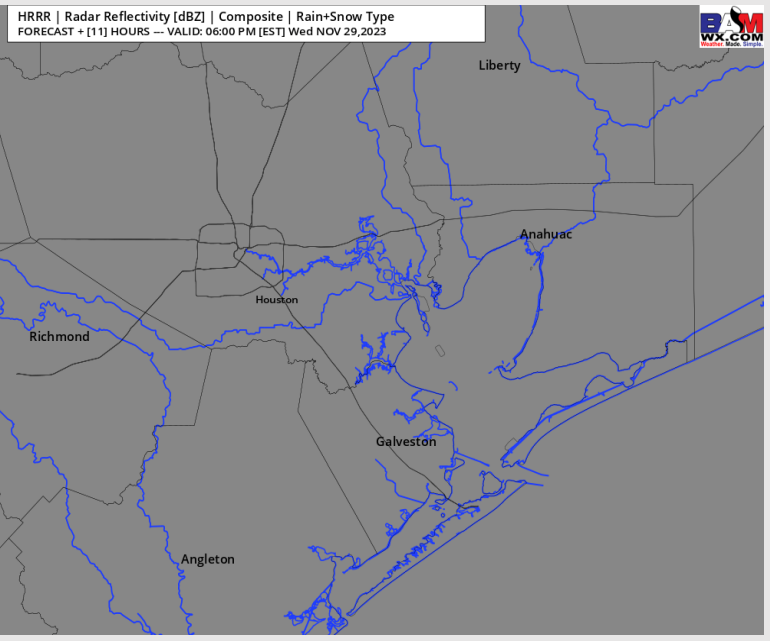 HRRR | Radar Reflectivity [dBZ] | Composite | Rain+Snow Type
FORECAST + [11] HOURS --- VALID: 06:00 PM [EST] Wed NOV 29,2023
BAM
WX.COM
Weather. Made. Simple.
Liberty
Anahuac
Houston
Richmond
Galveston
Angleton